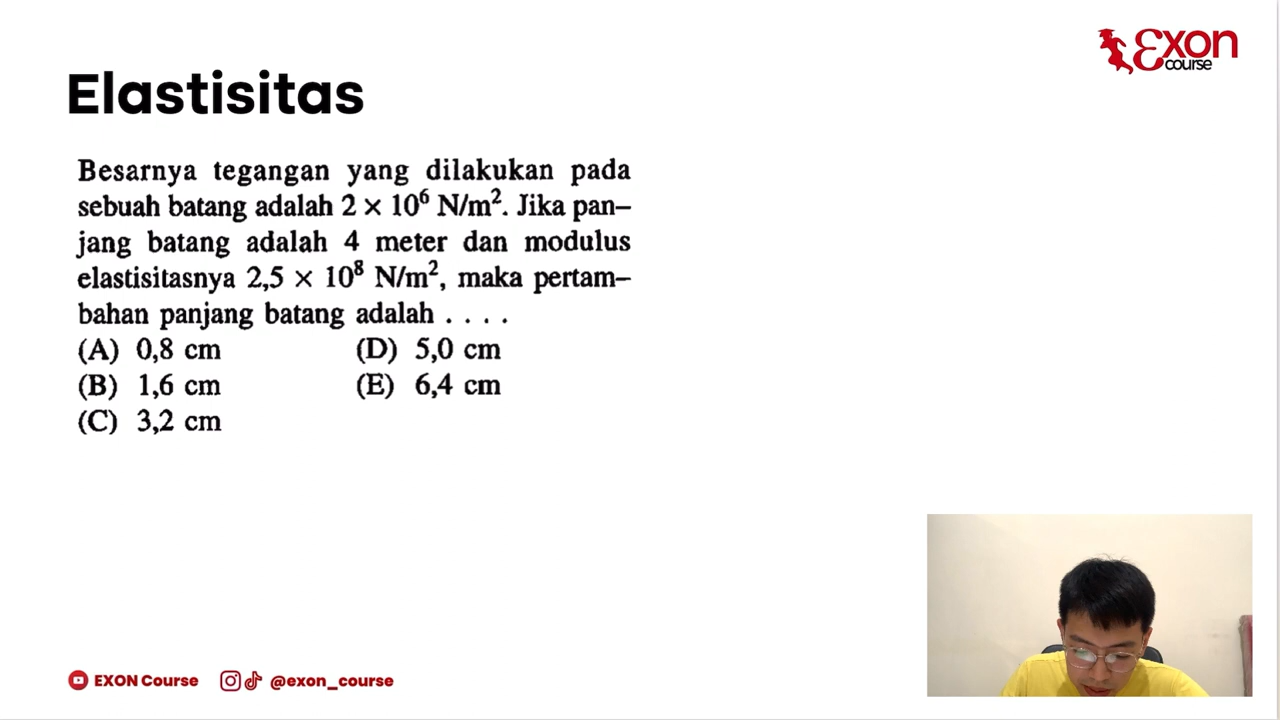 Exon
course
Elastisitas
Besarnya tegangan yang dilakukan pada
sebuah batang adalah 2 × 10⁶ N/m². Jika pan–
jang batang adalah 4 meter dan modulus
elastisitasnya 2,5 × 10⁸ N/m², maka pertam–
bahan panjang batang adalah . . . .
(A) 0,8 cm (D) 5,0 cm
(B) 1,6 cm (E) 6,4 cm
(C) 3,2 cm
EXON Course @exon_course